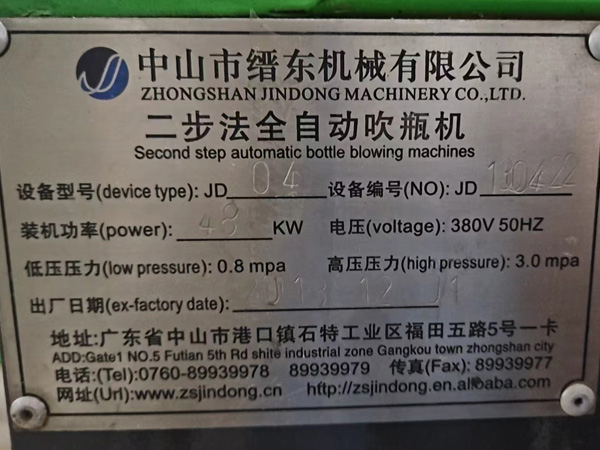 中山市缙东机械有限公司
ZHONGSHAN JINDONG MACHINERY CO.,LTD.
二步法全自动吹瓶机
Second step automatic bottle blowing machines
设备型号(device type): JD 04 设备编号(NO): JD 130422
装机功率(power): 48 KW 电压(voltage): 380V 50HZ
低压压力(low pressure): 0.8 mpa 高压压力(high pressure): 3.0 mpa
出厂日期(ex-factory date): 2013 12 01
地址:广东省中山市港口镇石特工业区福田五路5号一卡
ADD:Gate1 NO.5 Futian 5th Rd shite industrial zone Gangkou town zhongshan city
电话:(Tel):0760-89939978 89939979 传真(Fax): 89939977
网址(Url):www.zsjindong.cn http://zsjindong.en.alibaba.com